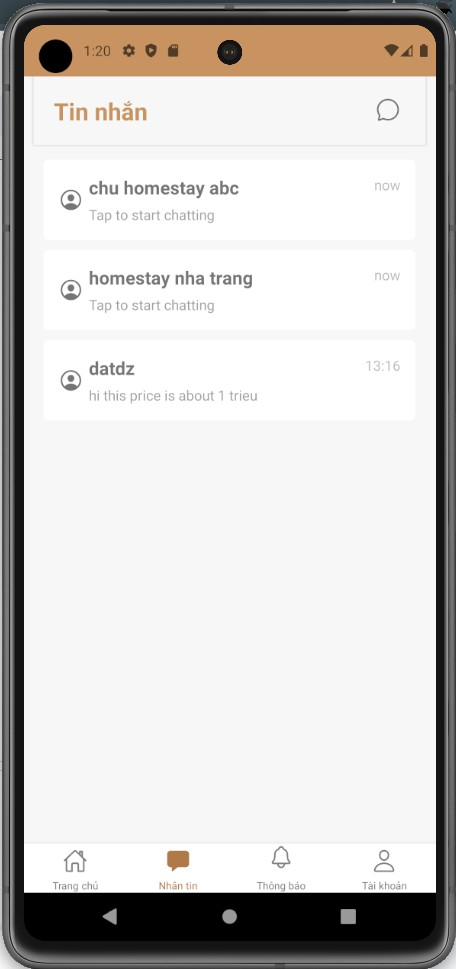 1:20
Tin nhắn
chu homestay abc
now
Tap to start chatting
homestay nha trang
now
Tap to start chatting
datdz
13:16
hi this price is about 1 trieu
Trang chủ
Nhắn tin
Thông báo
Tài khoản